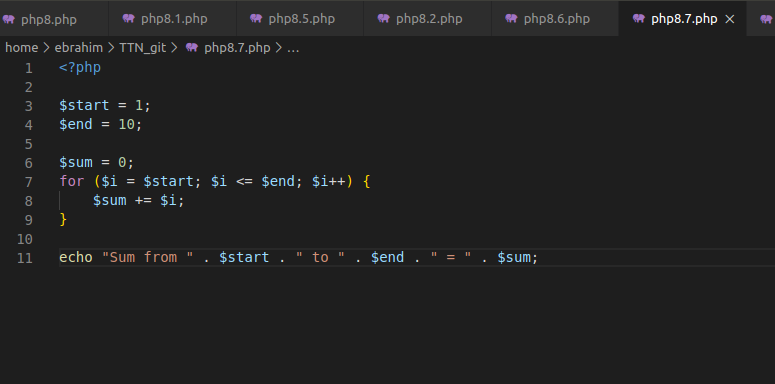 php8.php php8.1.php php8.5.php php8.2.php php8.6.php php8.7.php ×
home > ebrahim > TTN_git > php8.7.php > ...
1 <?php
2
3 $start = 1;
4 $end = 10;
5
6 $sum = 0;
7 for ($i = $start; $i <= $end; $i++) {
8     $sum += $i;
9 }
10
11 echo "Sum from " . $start . " to " . $end . " = " . $sum;